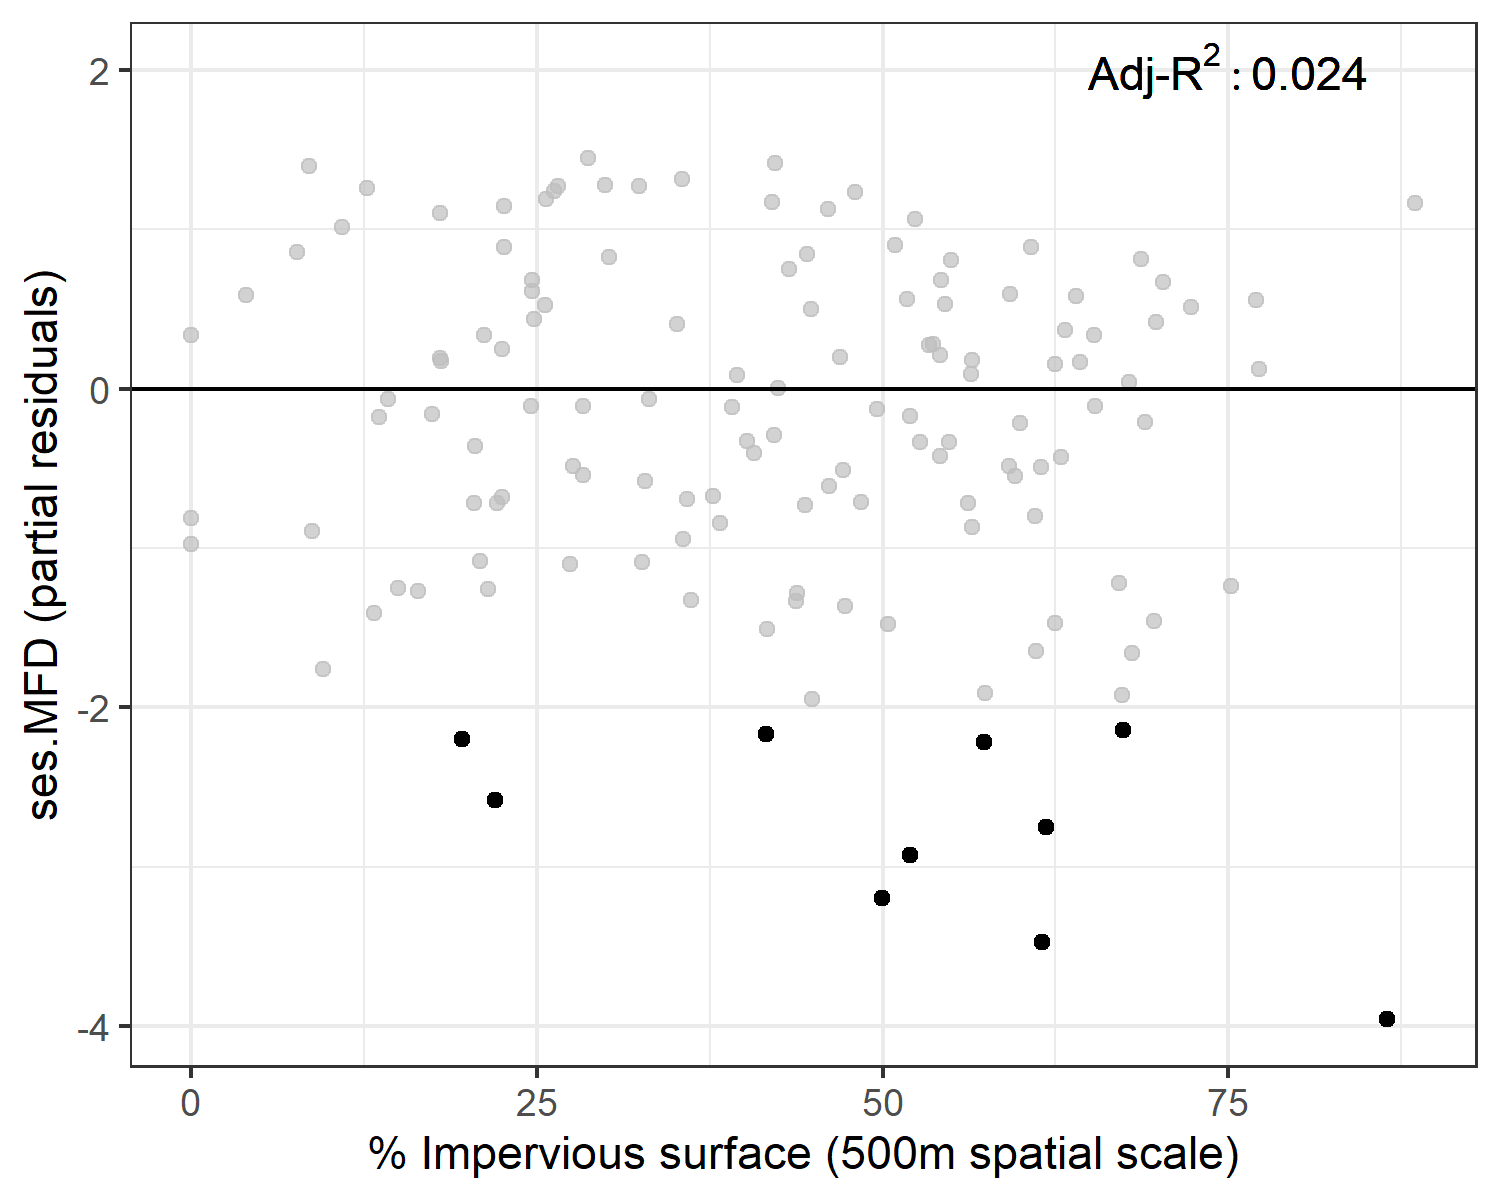 Adj-R² : 0.024
2
0
-2
-4
ses.MFD (partial residuals)
0 25 50 75
% Impervious surface (500m spatial scale)